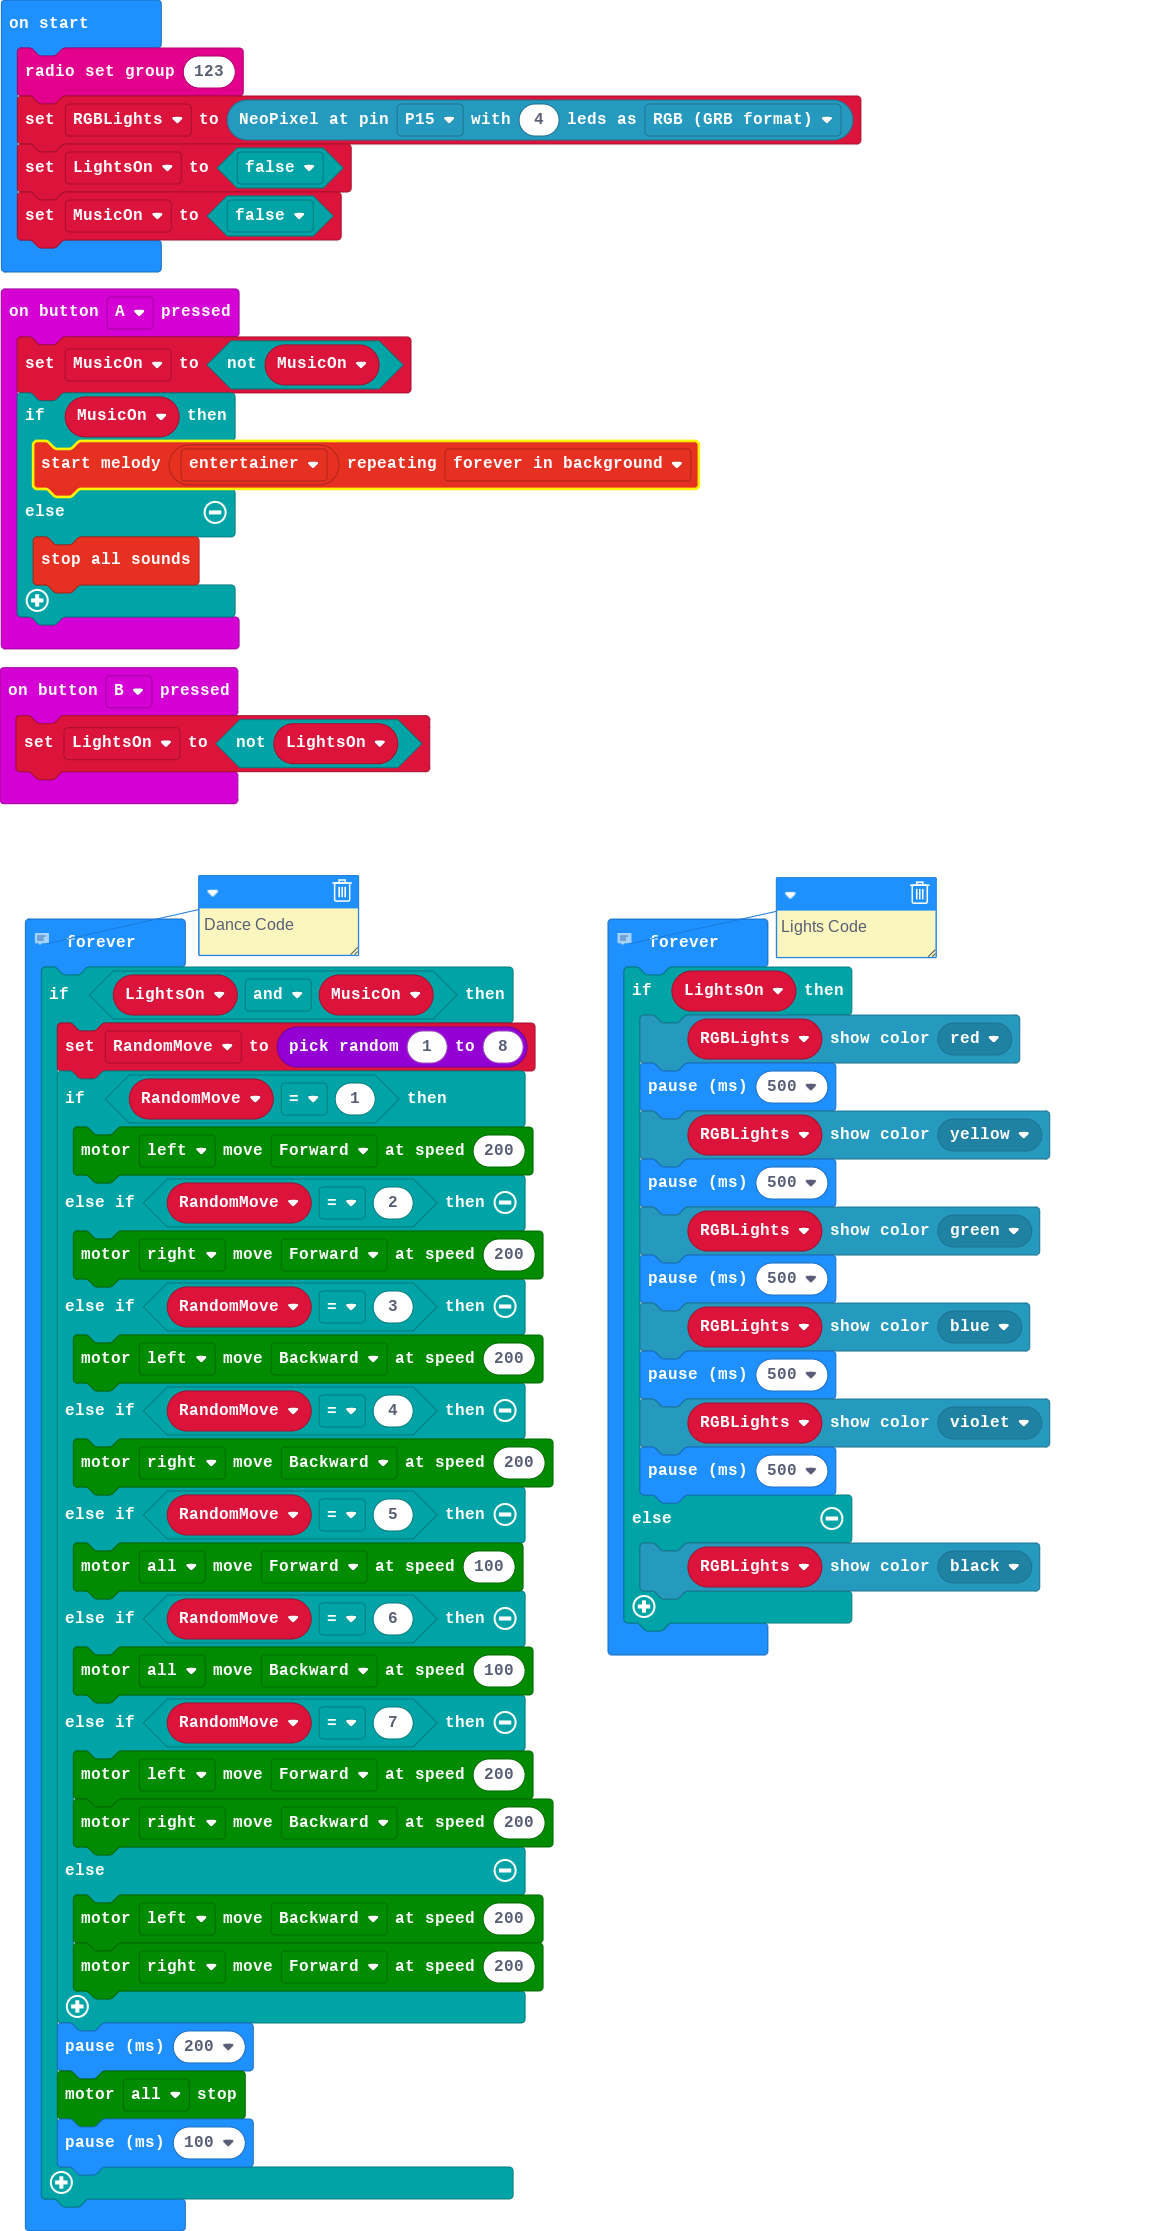 on start
radio set group 123
set RGBLights to NeoPixel at pin P15 with 4 leds as RGB (GRB format)
set LightsOn to false
set MusicOn to false
on button A pressed
set MusicOn to not MusicOn
if MusicOn then
start melody entertainer repeating forever in background
else
stop all sounds
on button B pressed
set LightsOn to not LightsOn
Dance Code
forever
if LightsOn and MusicOn then
set RandomMove to pick random 1 to 8
if RandomMove = 1 then
motor left move Forward at speed 200
else if RandomMove = 2 then
motor right move Forward at speed 200
else if RandomMove = 3 then
motor left move Backward at speed 200
else if RandomMove = 4 then
motor right move Backward at speed 200
else if RandomMove = 5 then
motor all move Forward at speed 100
else if RandomMove = 6 then
motor all move Backward at speed 100
else if RandomMove = 7 then
motor left move Forward at speed 200
motor right move Backward at speed 200
else
motor left move Backward at speed 200
motor right move Forward at speed 200
pause (ms) 200
motor all stop
pause (ms) 100
Lights Code
forever
if LightsOn then
RGBLights show color red
pause (ms) 500
RGBLights show color yellow
pause (ms) 500
RGBLights show color green
pause (ms) 500
RGBLights show color blue
pause (ms) 500
RGBLights show color violet
pause (ms) 500
else
RGBLights show color black